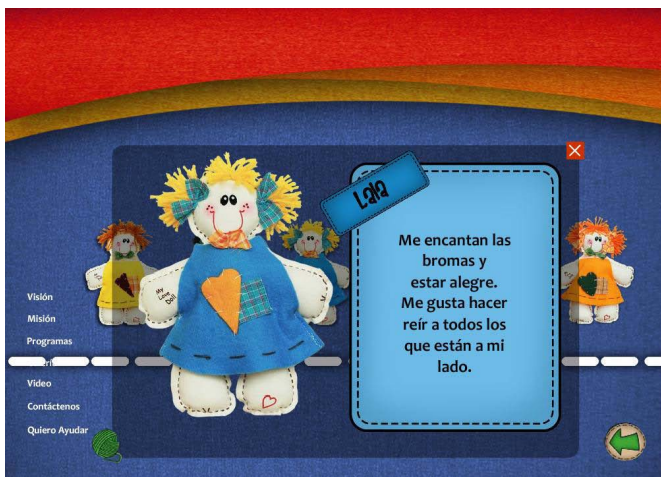 Lala
Me encantan las
bromas y
estar alegre.
Me gusta hacer
reír a todos los
que están a mi
lado.
My
Love
Doll
Visión
Misión
Programas
Video
Contáctenos
Quiero Ayudar